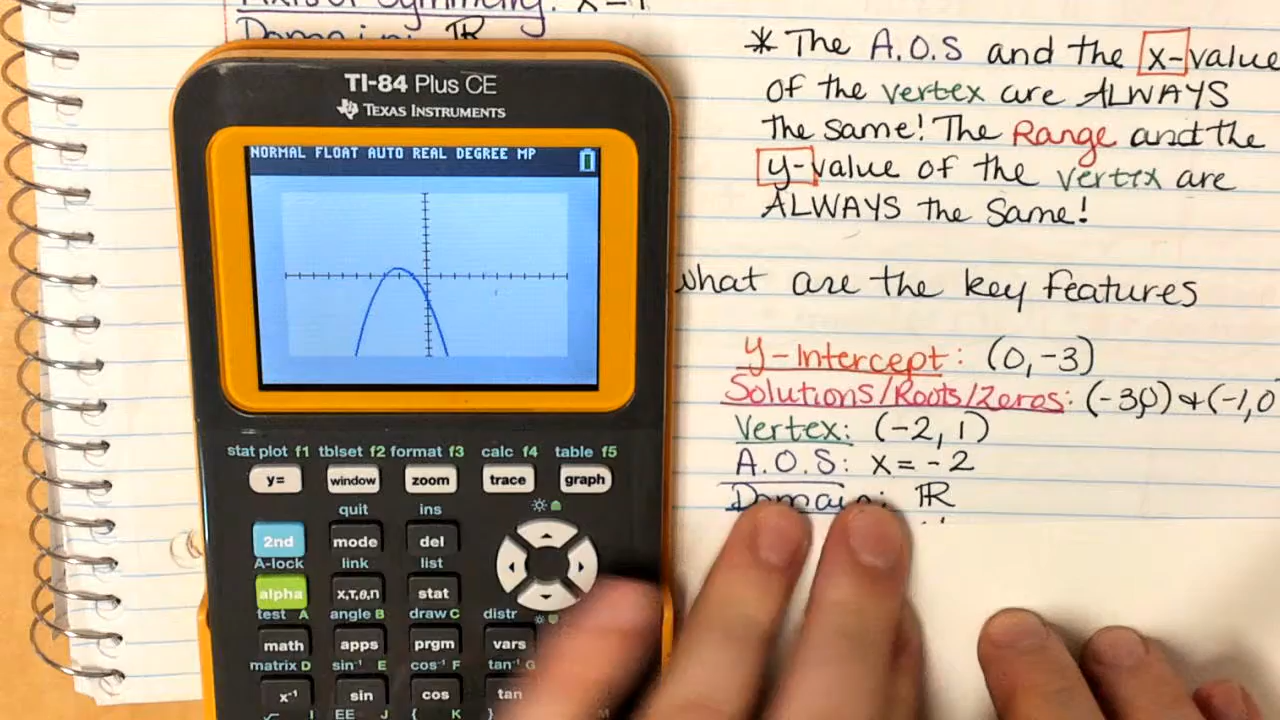 Axis of Symmetry: x=1
Domain: ℝ
* The A.O.S and the x-value
of the vertex are ALWAYS
the same! The Range and the
y-value of the vertex are
ALWAYS the same!
what are the key features
y-Intercept: (0,-3)
Solutions/Roots/Zeros: (-3,0) & (-1,0
Vertex: (-2, 1)
A.O.S: x = -2
Domain: ℝ
TI-84 Plus CE
TEXAS INSTRUMENTS
NORMAL FLOAT AUTO REAL DEGREE MP
stat plot f1 tblset f2 format f3 calc f4 table f5
y= window zoom trace graph
quit ins
2nd mode del
A-lock link list
alpha X,T,θ,n stat
test A angle B draw C distr
math apps prgm vars
matrix D sin⁻¹ E cos⁻¹ F tan⁻¹ G
x⁻¹ sin cos tan
√ I EE J { K } M